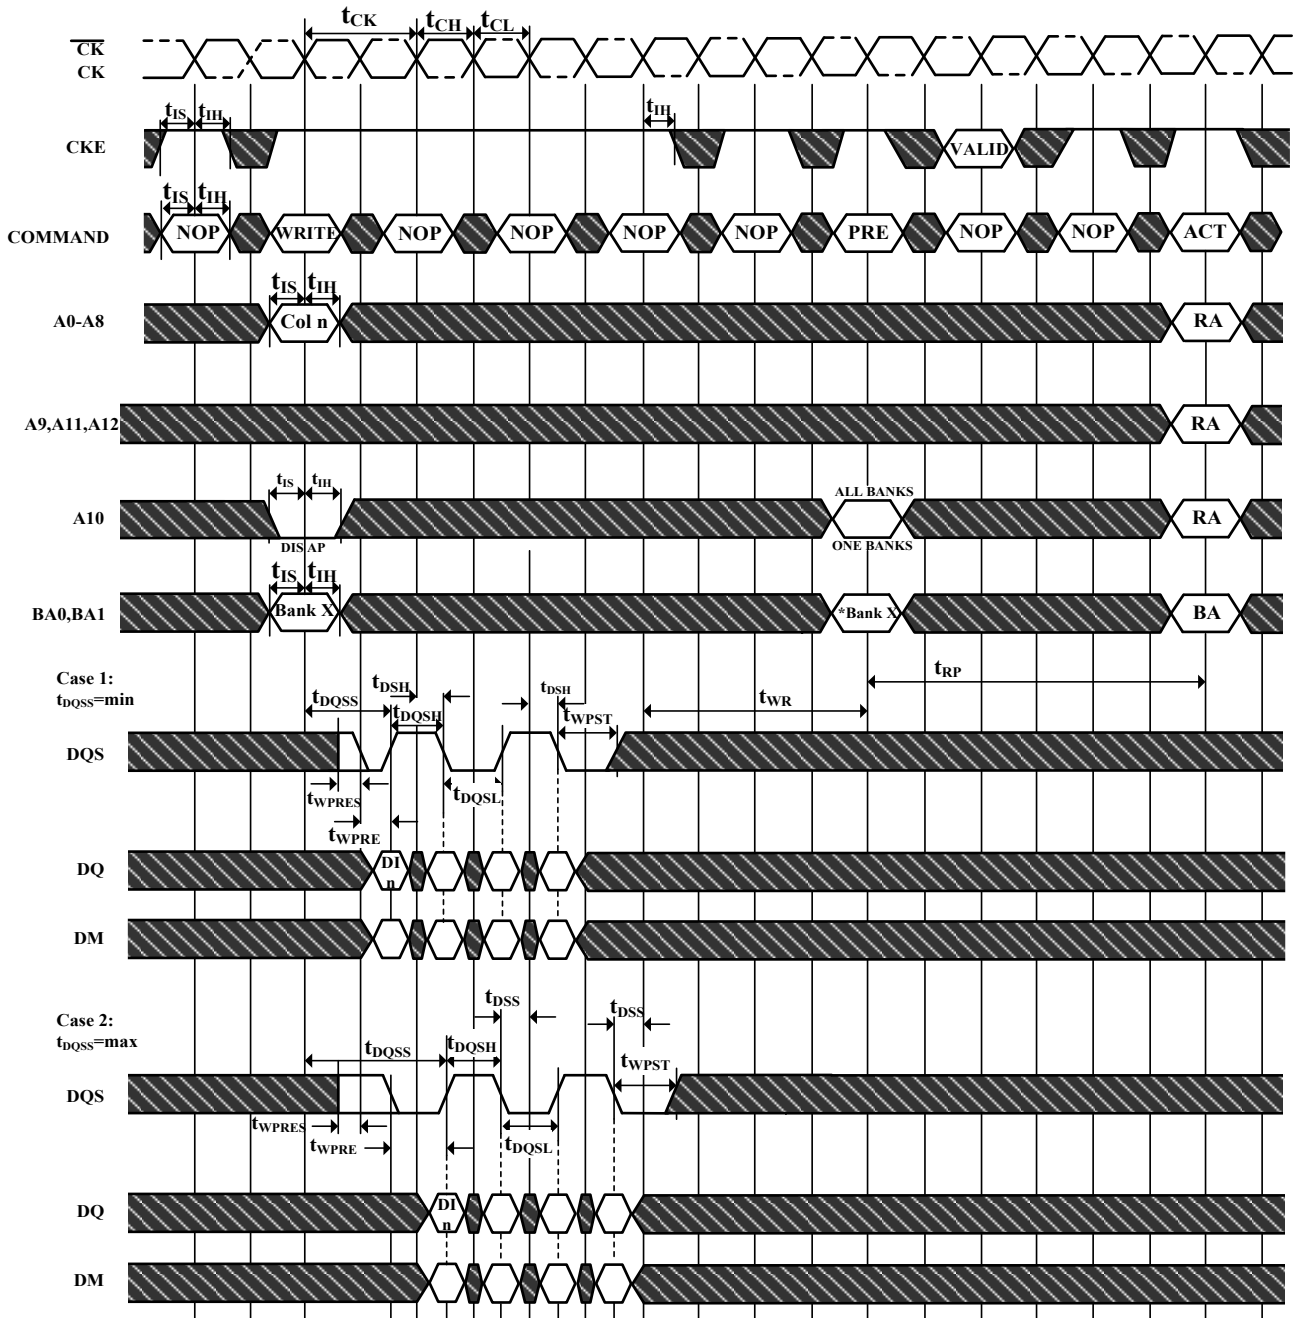 tCK tCH tCL
CK
CK
tIS tIH tIH
CKE VALID
tIS tIH
COMMAND NOP WRITE NOP NOP NOP NOP PRE NOP NOP ACT
tIS tIH
A0-A8 Col n RA
A9,A11,A12 RA
tIS tIH ALL BANKS
A10 RA
DIS AP ONE BANKS
tIS tIH
BA0,BA1 Bank X *Bank X BA
Case 1:
tDQSS=min
tDQSS tDSH tDSH tWR tRP
tDQSH tWPST
DQS
tWPRES tDQSL
tWPRE
DQ DI
n
DM
Case 2:
tDQSS=max
tDSS tDSS
tDQSS tDQSH tWPST
DQS
tWPRES
tWPRE tDQSL
DQ DI
n
DM